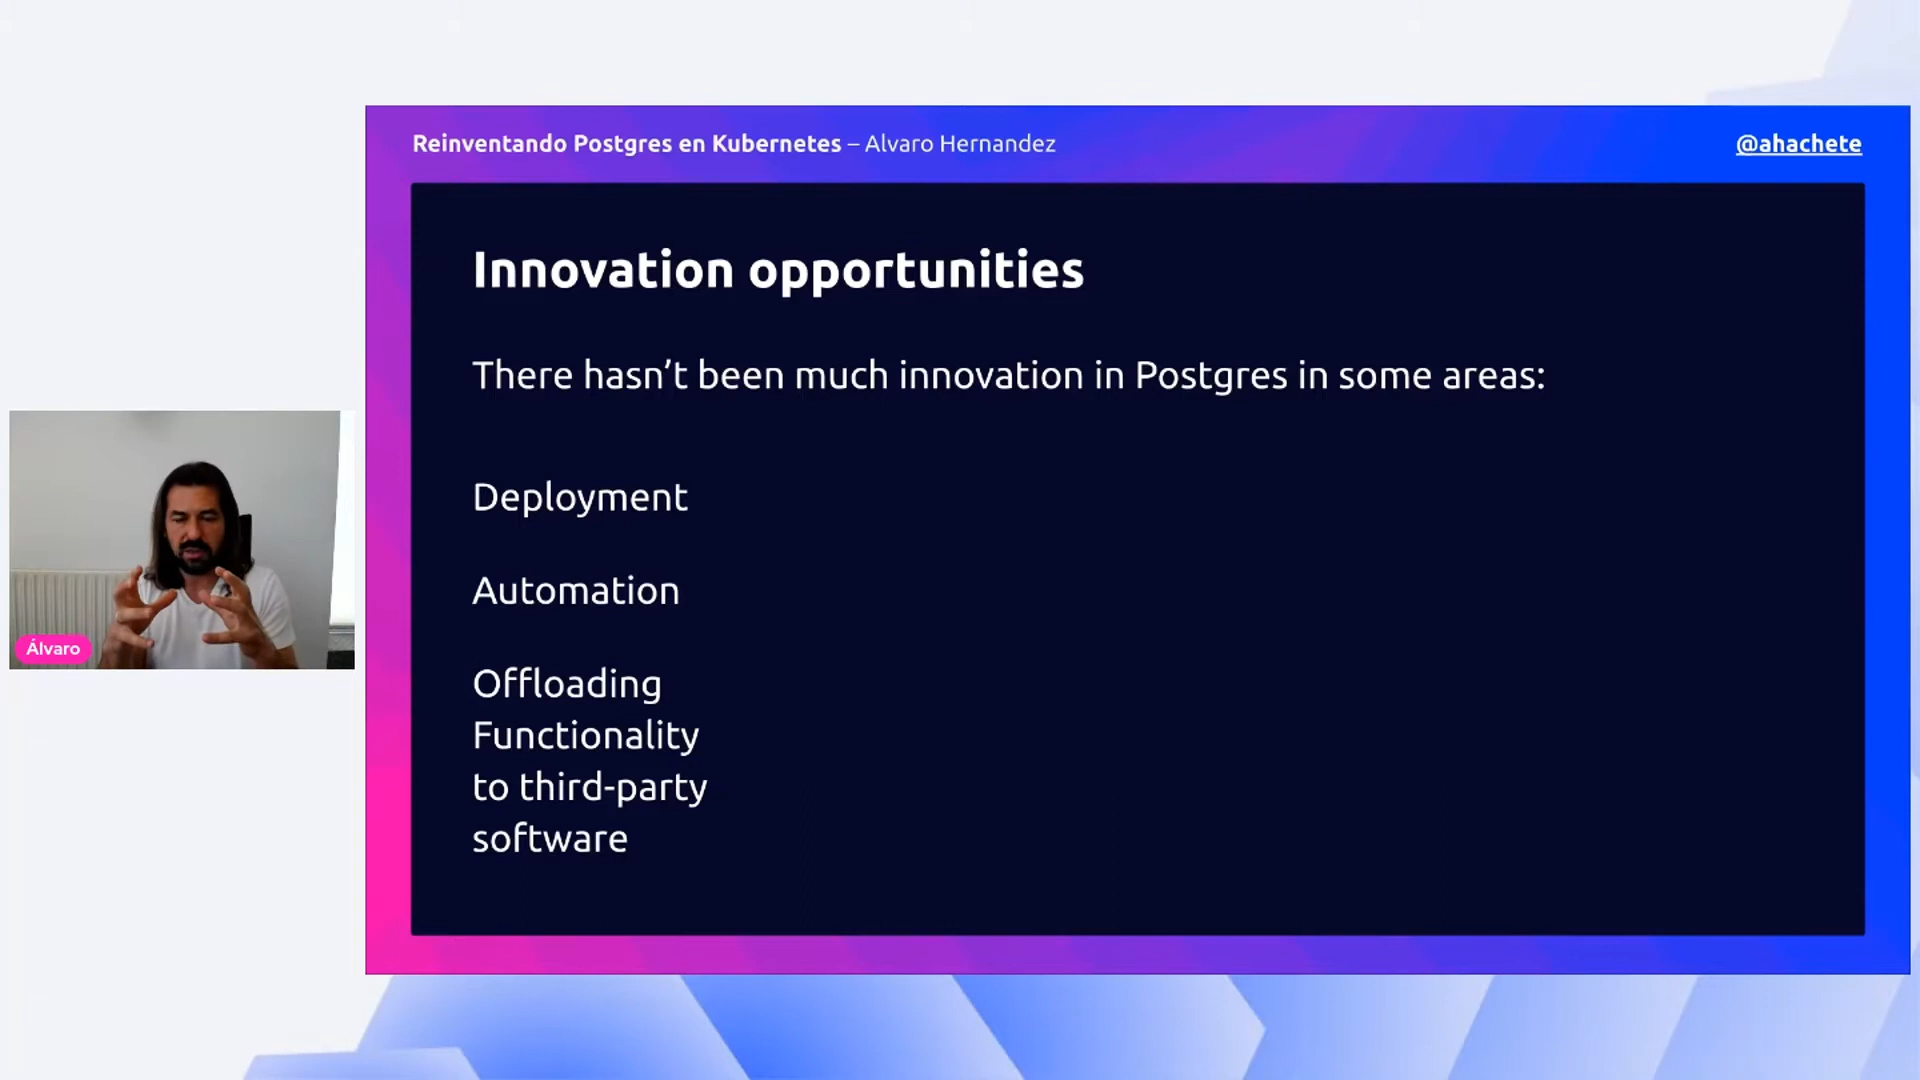 Reinventando Postgres en Kubernetes – Alvaro Hernandez
@ahachete
Innovation opportunities
There hasn’t been much innovation in Postgres in some areas:
Deployment
Automation
Offloading
Functionality
to third-party
software
Álvaro